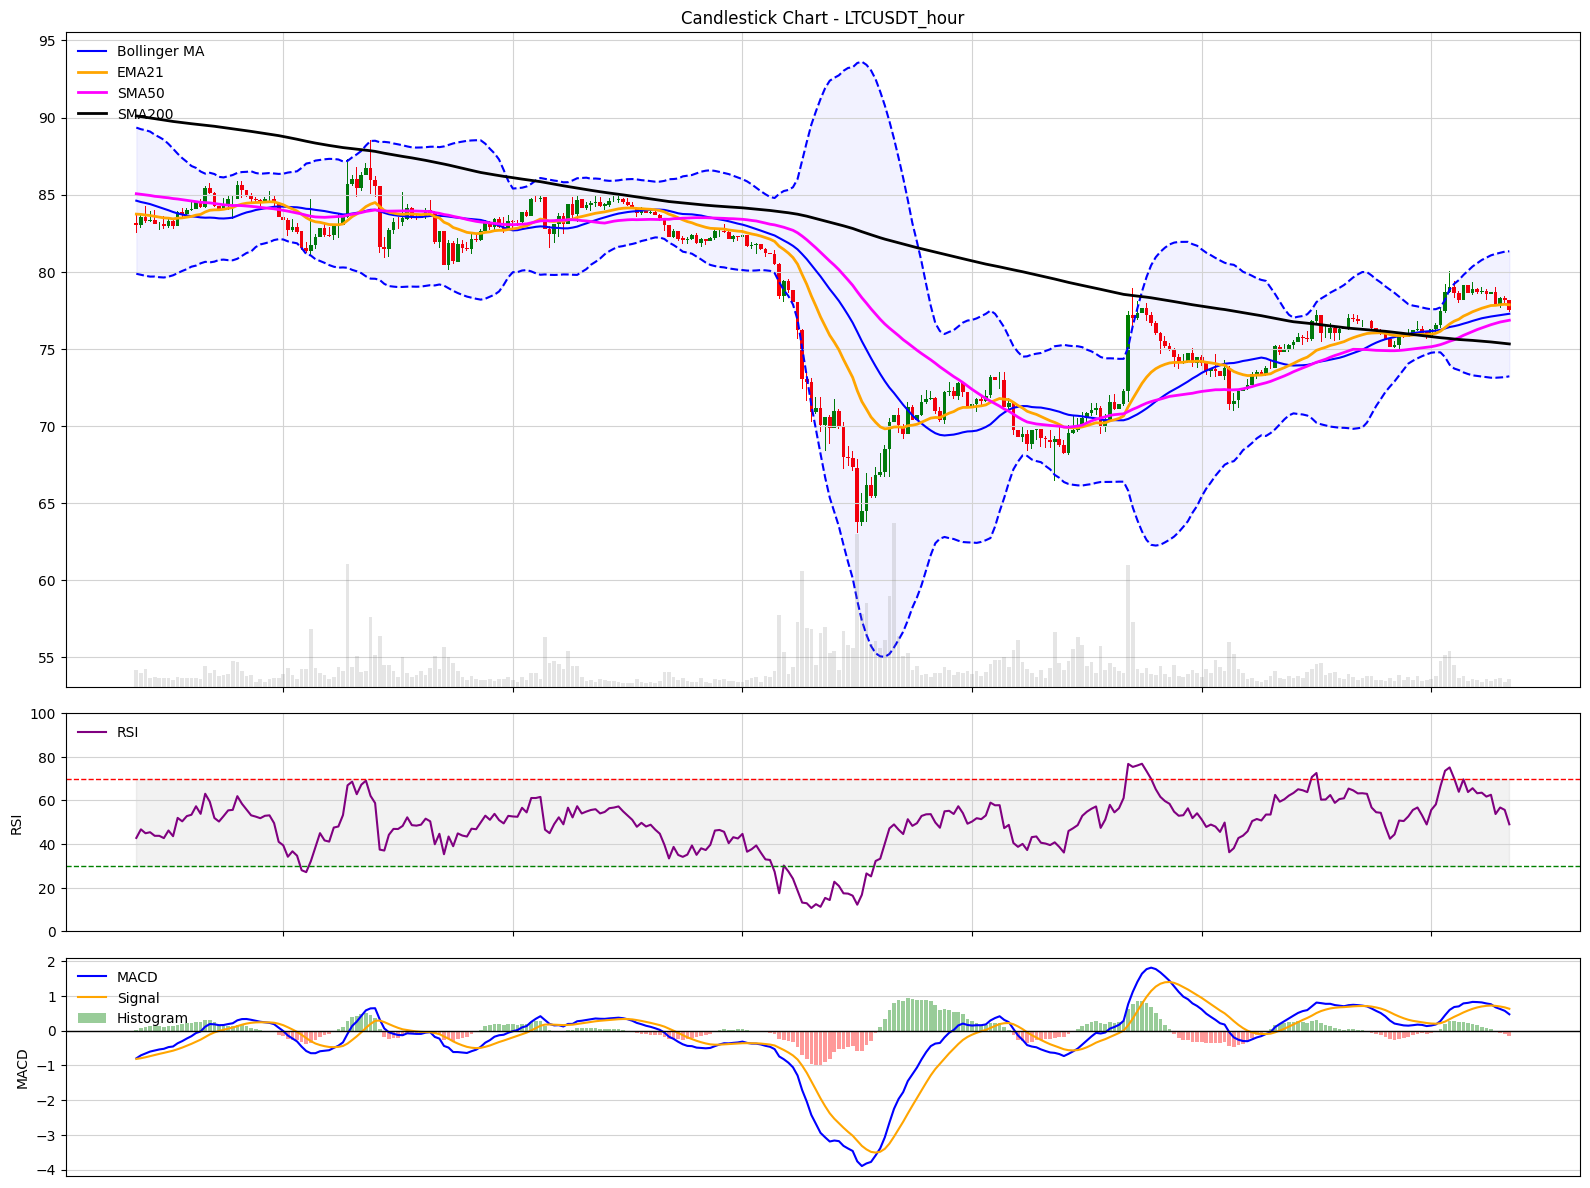 Candlestick Chart - LTCUSDT_hour
95
90
85
80
75
70
65
60
55
Bollinger MA
EMA21
SMA50
SMA200
100
80
60
40
20
0
RSI
RSI
2
1
0
−1
−2
−3
−4
MACD
MACD
Signal
Histogram